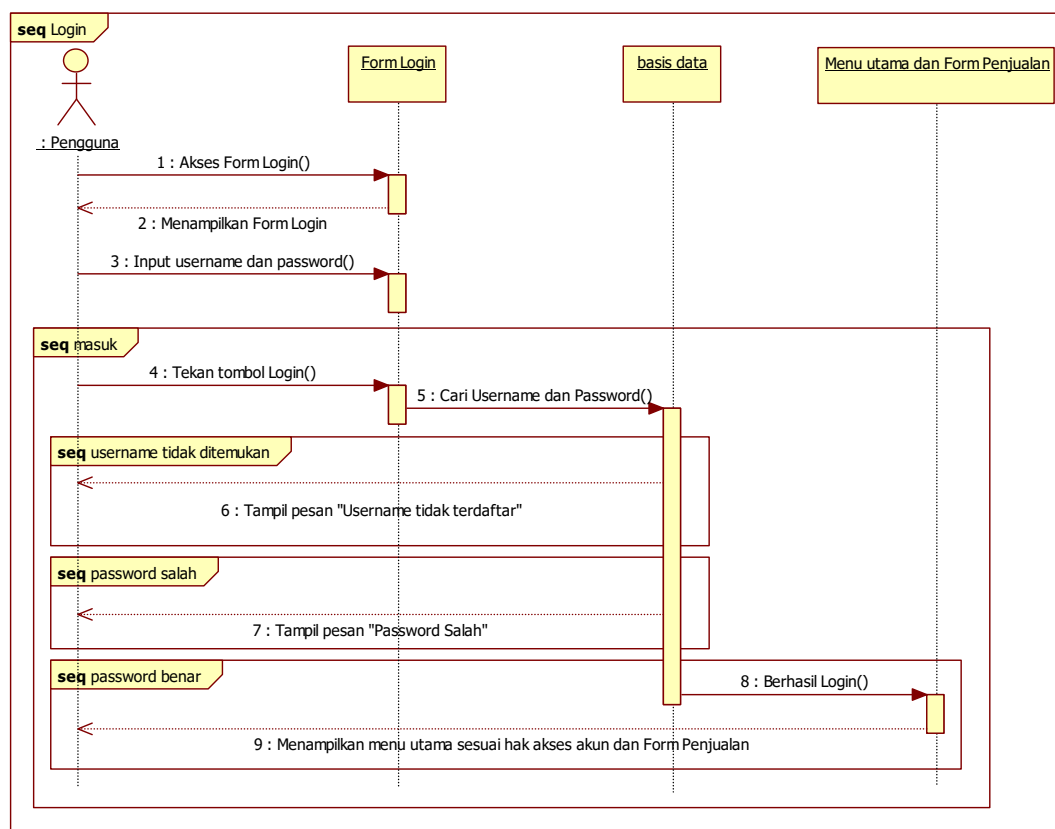 seq Login
Form Login
basis data
Menu utama dan Form Penjualan
: Pengguna
1 : Akses Form Login()
2 : Menampilkan Form Login
3 : Input username dan password()
seq masuk
4 : Tekan tombol Login()
5 : Cari Username dan Password()
seq username tidak ditemukan
6 : Tampil pesan "Username tidak terdaftar"
seq password salah
7 : Tampil pesan "Password Salah"
seq password benar
8 : Berhasil Login()
9 : Menampilkan menu utama sesuai hak akses akun dan Form Penjualan